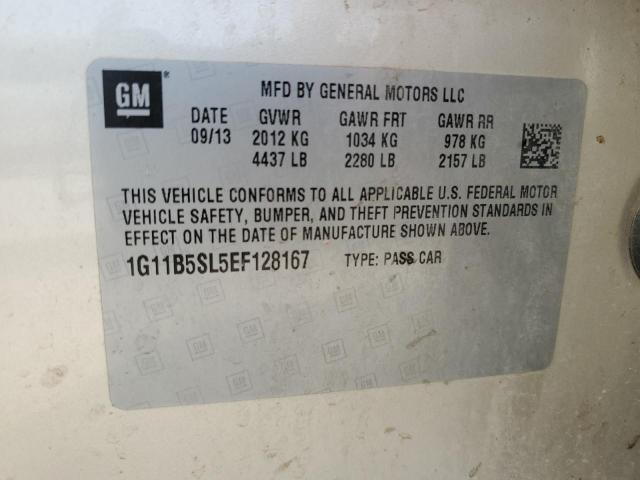 GM
MFD BY GENERAL MOTORS LLC
DATE GVWR GAWR FRT GAWR RR
09/13 2012 KG 1034 KG 978 KG
4437 LB 2280 LB 2157 LB
THIS VEHICLE CONFORMS TO ALL APPLICABLE U.S. FEDERAL MOTOR
VEHICLE SAFETY, BUMPER, AND THEFT PREVENTION STANDARDS IN
EFFECT ON THE DATE OF MANUFACTURE SHOWN ABOVE.
1G11B5SL5EF128167 TYPE: PASS CAR